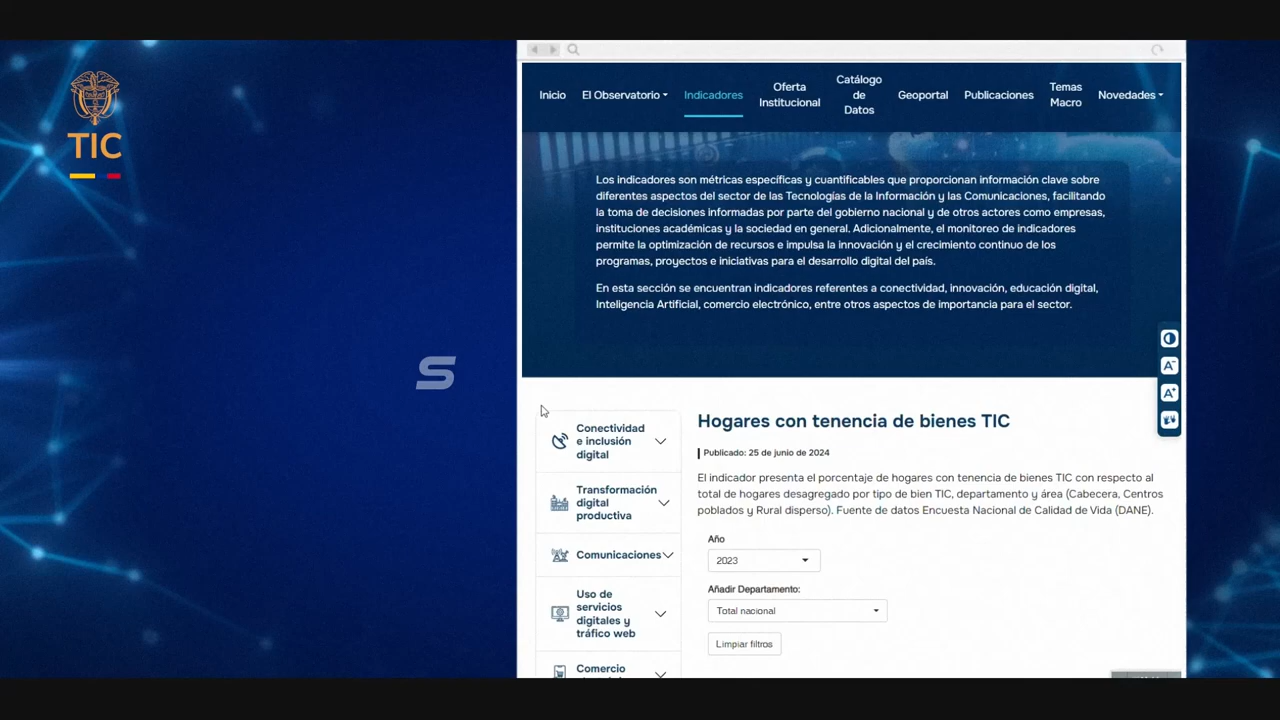 TIC
Inicio
El Observatorio
Indicadores
Oferta
Institucional
Catálogo
de
Datos
Geoportal
Publicaciones
Temas
Macro
Novedades
Los indicadores son métricas específicas y cuantificables que proporcionan información clave sobre
diferentes aspectos del sector de las Tecnologías de la Información y las Comunicaciones, facilitando
la toma de decisiones informadas por parte del gobierno nacional y de otros actores como empresas,
instituciones académicas y la sociedad en general. Adicionalmente, el monitoreo de indicadores
permite la optimización de recursos e impulsa la innovación y el crecimiento continuo de los
programas, proyectos e iniciativas para el desarrollo digital del país.
En esta sección se encuentran indicadores referentes a conectividad, innovación, educación digital,
Inteligencia Artificial, comercio electrónico, entre otros aspectos de importancia para el sector.
A-
A+
S
Conectividad
e inclusión
digital
Transformación
digital
productiva
Comunicaciones
Uso de
servicios
digitales y
tráfico web
Comercio
Hogares con tenencia de bienes TIC
Publicado: 25 de junio de 2024
El indicador presenta el porcentaje de hogares con tenencia de bienes TIC con respecto al
total de hogares desagregado por tipo de bien TIC, departamento y área (Cabecera, Centros
poblados y Rural disperso). Fuente de datos Encuesta Nacional de Calidad de Vida (DANE).
Año
2023
Añadir Departamento:
Total nacional
Limpiar filtros